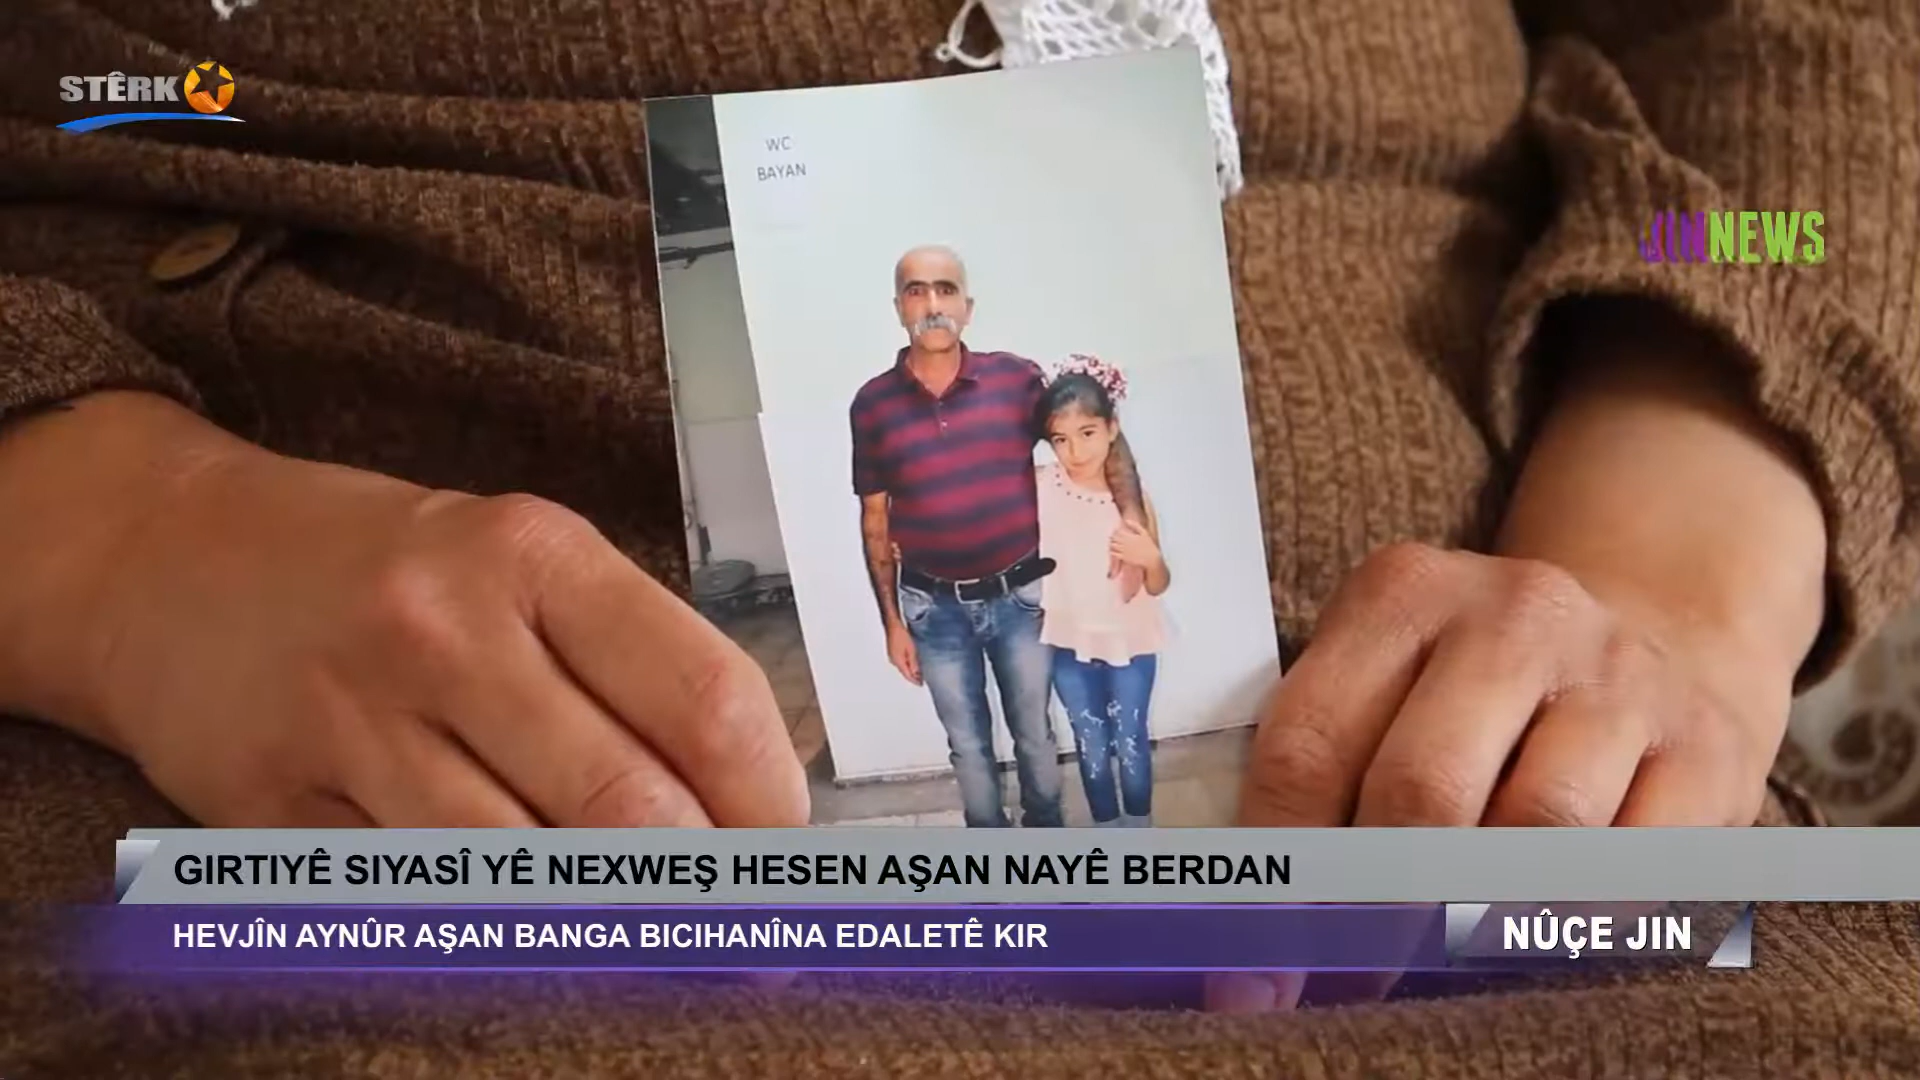 STÊRK
WC
BAYAN
JINNEWS
GIRTIYÊ SIYASÎ YÊ NEXWEŞ HESEN AŞAN NAYÊ BERDAN
HEVJÎN AYNÛR AŞAN BANGA BICIHANÎNA EDALETÊ KIR
NÛÇE JIN